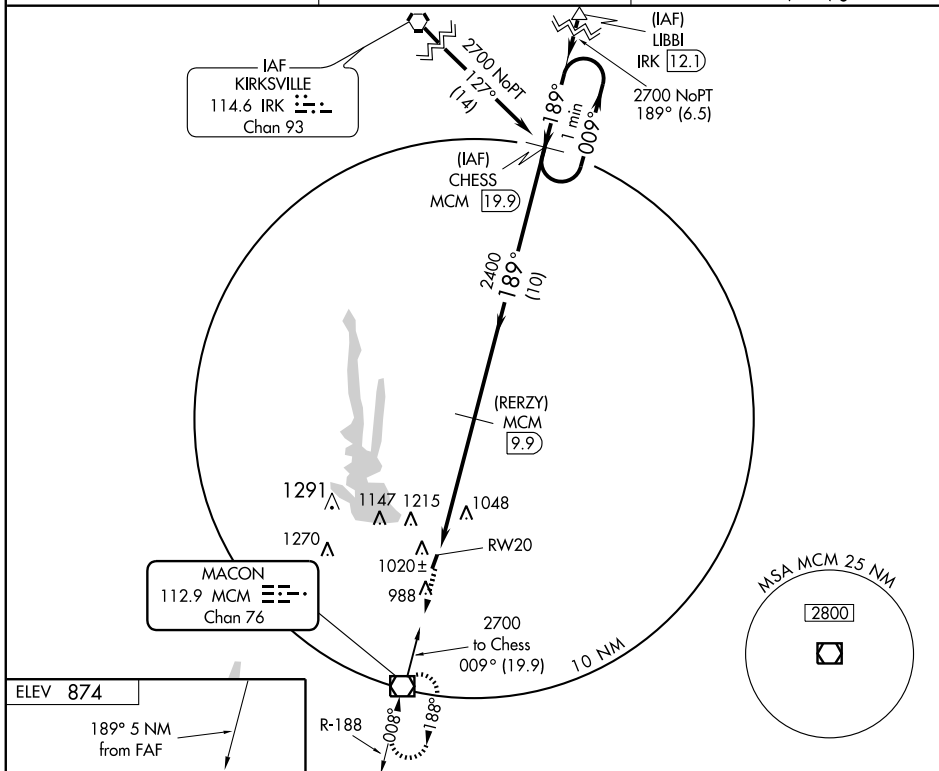 (IAF)
LIBBI
IRK 12.1
2700 NoPT
189° (6.5)
IAF
KIRKSVILLE
114.6 IRK
Chan 93
2700 NoPT
127°
(14)
189°
1 min
009°
(IAF)
CHESS
MCM 19.9
2400
189°
(10)
(RERZY)
MCM
9.9
1291
1147
1215
1048
1270
RW20
1020±
988
MACON
112.9 MCM
Chan 76
2700
to Chess
009° (19.9)
10 NM
MSA MCM 25 NM
2800
ELEV 874
189° 5 NM
from FAF
R-188
008°
188°